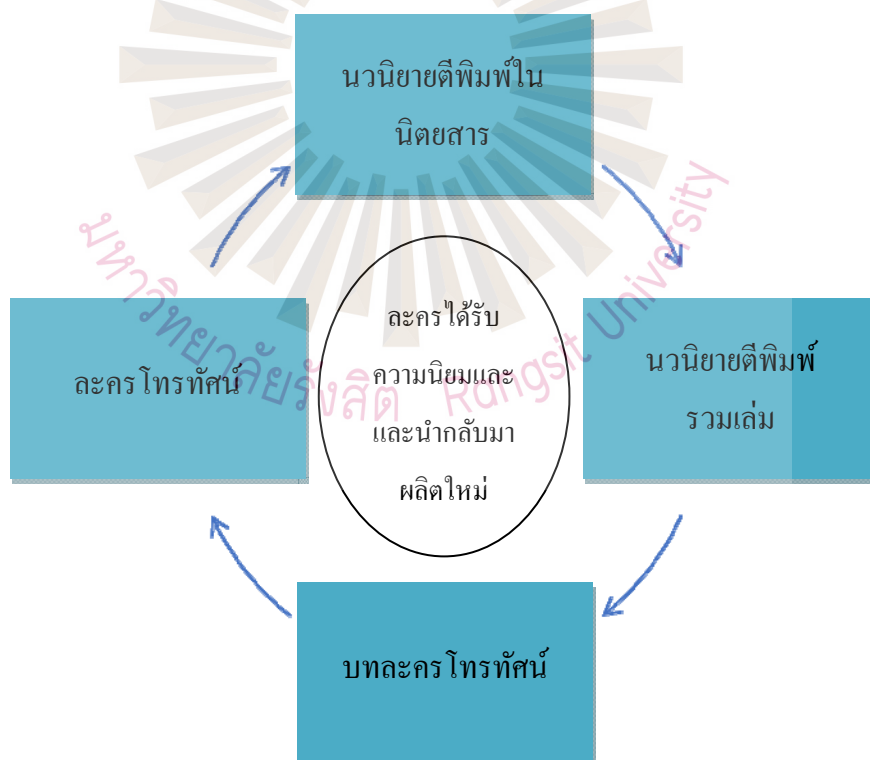 นวนิยายตีพิมพ์ใน
นิตยสาร
นวนิยายตีพิมพ์
รวมเล่ม
บทละครโทรทัศน์
ละครโทรทัศน์
ละครได้รับ
ความนิยมและ
และนำกลับมา
ผลิตใหม่
มหาวิทยาลัยรังสิต Rangsit University